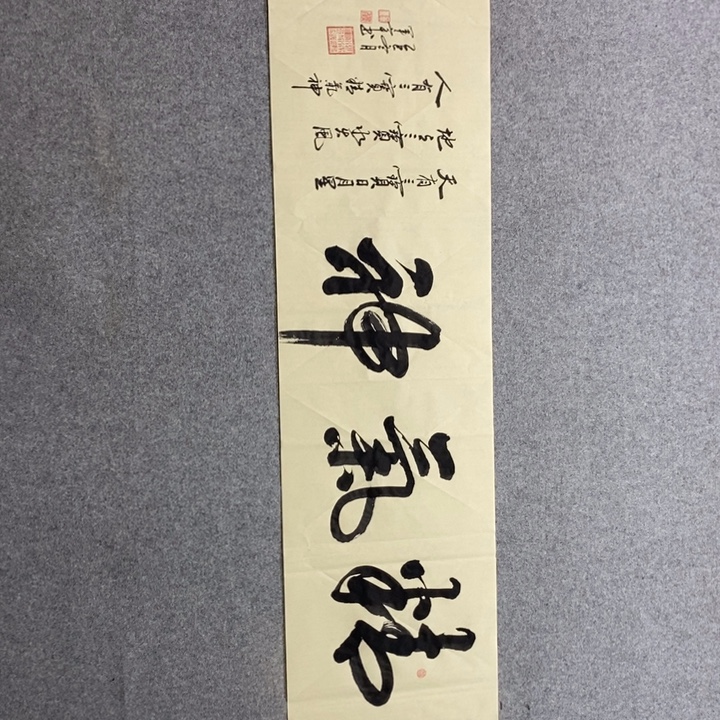 精氣神
天有三寶日月星
地有三寶水火風
人有三寶精氣神